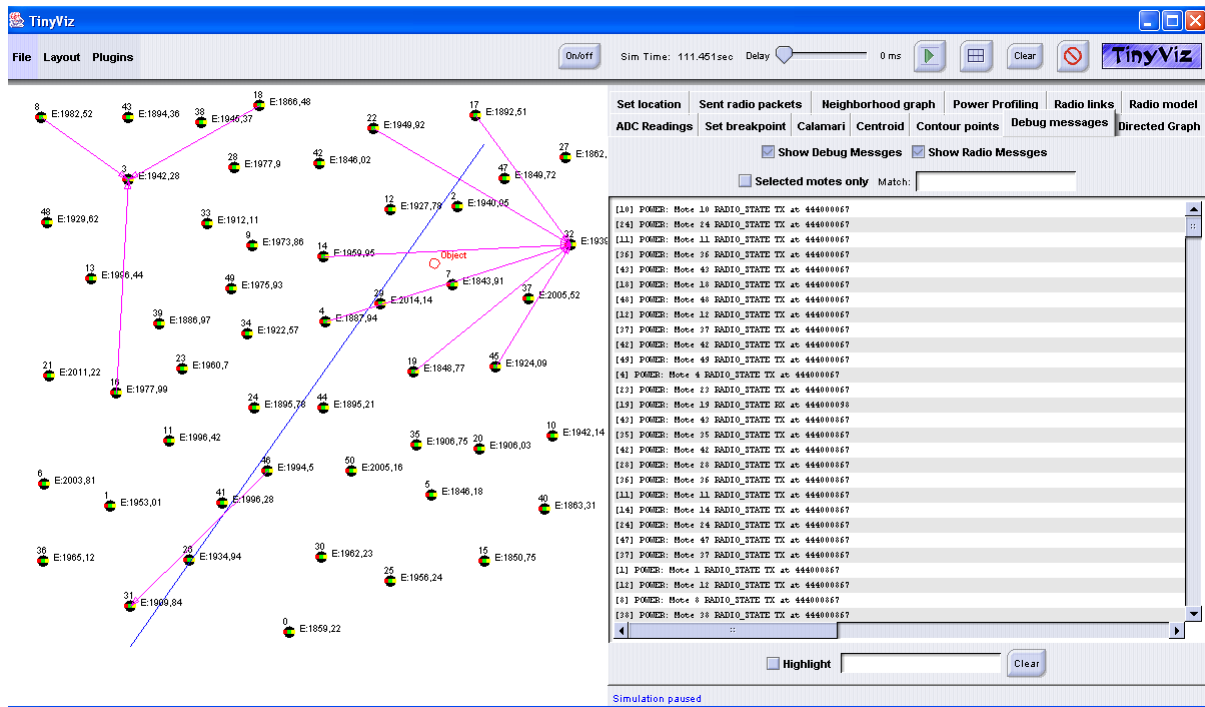 TinyViz
File Layout Plugins
On/off
Sim Time: 111.451sec Delay 0 ms
Clear
TinyViz
8
E:1982,52
43
E:1894,36
38
E:1946,37
18
E:1866,48
22
E:1949,92
17
E:1892,51
27
E:1862,
3
E:1942,28
28
E:1977,9
42
E:1846,02
47
E:1849,72
48
E:1929,62
33
E:1912,11
12
E:1927,79
2
E:1940,05
9
E:1973,86
14
E:1959,95
32
E:1939
Object
13
E:1996,44
49
E:1975,93
7
E:1843,91
29
E:2014,14
37
E:2005,52
39
E:1886,97
34
E:1922,57
4
E:1887,94
21
E:2011,22
23
E:1960,7
19
E:1848,77
45
E:1924,09
16
E:1977,99
24
E:1895,78
44
E:1895,21
11
E:1996,42
35
E:1906,75
20
E:1906,03
10
E:1942,14
6
E:2003,81
46
E:1994,5
50
E:2005,16
1
E:1953,01
41
E:1996,28
5
E:1846,18
40
E:1863,31
36
E:1965,12
26
E:1934,94
30
E:1962,23
25
E:1956,24
15
E:1850,75
31
E:1909,84
0
E:1859,22
Set location Sent radio packets Neighborhood graph Power Profiling Radio links Radio model
ADC Readings Set breakpoint Calamari Centroid Contour points Debug messages Directed Graph
Show Debug Messges Show Radio Messges
Selected motes only Match:
[10] POWER: Mote 10 RADIO_STATE TX at 444000067
[24] POWER: Mote 24 RADIO_STATE TX at 444000067
[11] POWER: Mote 11 RADIO_STATE TX at 444000067
[36] POWER: Mote 36 RADIO_STATE TX at 444000067
[43] POWER: Mote 43 RADIO_STATE TX at 444000067
[18] POWER: Mote 18 RADIO_STATE TX at 444000067
[48] POWER: Mote 48 RADIO_STATE TX at 444000067
[12] POWER: Mote 12 RADIO_STATE TX at 444000067
[37] POWER: Mote 37 RADIO_STATE TX at 444000067
[42] POWER: Mote 42 RADIO_STATE TX at 444000067
[49] POWER: Mote 49 RADIO_STATE TX at 444000067
[4] POWER: Mote 4 RADIO_STATE TX at 444000067
[23] POWER: Mote 23 RADIO_STATE TX at 444000067
[19] POWER: Mote 19 RADIO_STATE RX at 444000098
[43] POWER: Mote 43 RADIO_STATE TX at 444000867
[35] POWER: Mote 35 RADIO_STATE TX at 444000867
[42] POWER: Mote 42 RADIO_STATE TX at 444000867
[28] POWER: Mote 28 RADIO_STATE TX at 444000867
[36] POWER: Mote 36 RADIO_STATE TX at 444000867
[11] POWER: Mote 11 RADIO_STATE TX at 444000867
[14] POWER: Mote 14 RADIO_STATE TX at 444000867
[24] POWER: Mote 24 RADIO_STATE TX at 444000867
[47] POWER: Mote 47 RADIO_STATE TX at 444000867
[37] POWER: Mote 37 RADIO_STATE TX at 444000867
[1] POWER: Mote 1 RADIO_STATE TX at 444000867
[12] POWER: Mote 12 RADIO_STATE TX at 444000867
[8] POWER: Mote 8 RADIO_STATE TX at 444000867
[38] POWER: Mote 38 RADIO_STATE TX at 444000867
Highlight Clear
Simulation paused